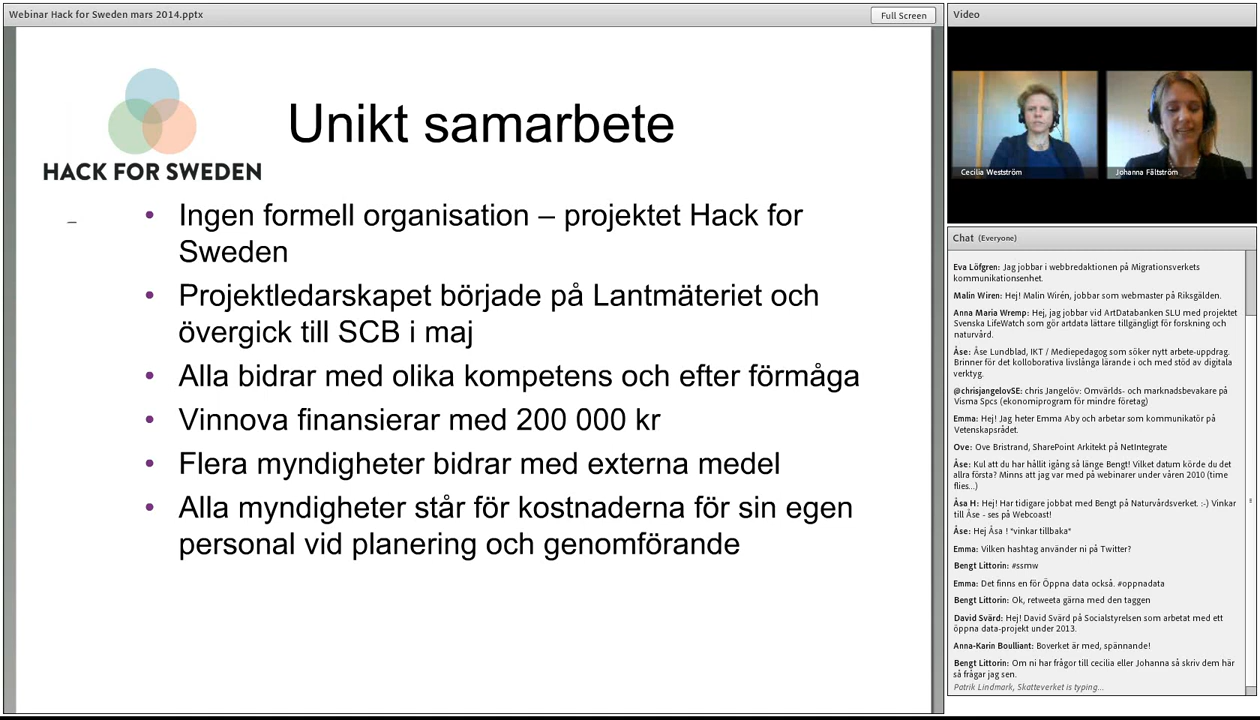 Webinar Hack for Sweden mars 2014.pptx
Full Screen
HACK FOR SWEDEN
Unikt samarbete
• Ingen formell organisation – projektet Hack for
Sweden
• Projektledarskapet började på Lantmäteriet och
övergick till SCB i maj
• Alla bidrar med olika kompetens och efter förmåga
• Vinnova finansierar med 200 000 kr
• Flera myndigheter bidrar med externa medel
• Alla myndigheter står för kostnaderna för sin egen
personal vid planering och genomförande
Video
Cecilia Westström
Johanna Fältström
Chat (Everyone)
Eva Löfgren: Jag jobbar i webbredaktionen på Migrationsverkets
kommunikationsenhet.
Malin Wiren: Hej! Malin Wirén, jobbar som webmaster på Riksgälden.
Anna Maria Wremp: Hej, jag jobbar vid ArtDatabanken SLU med projektet
Svenska LifeWatch som gör artdata lättare tillgängligt för forskning och
naturvård.
Åse: Åse Lundblad, IKT / Mediepedagog som söker nytt arbete-uppdrag.
Brinner för det kolloborativa livslånga lärande i och med stöd av digitala
verktyg.
@chrisjangelovSE: chris Jangelöv: Omvärlds- och marknadsbevakare på
Visma Spcs (ekonomiprogram för mindre företag)
Emma: Hej! Jag heter Emma Aby och arbetar som kommunikatör på
Vetenskapsrådet.
Ove: Ove Bristrand, SharePoint Arkitekt på NetIntegrate
Åse: Kul att du har hållit igång så länge Bengt! Vilket datum körde du det
allra första? Minns att jag var med på webinarer under våren 2010 (time
flies...)
Åsa H: Hej! Har tidigare jobbat med Bengt på Naturvårdsverket. :-) Vinkar
till Åse - ses på Webcoast!
Åse: Hej Åsa ! *vinkar tillbaka*
Emma: Vilken hashtag använder ni på Twitter?
Bengt Littorin: #ssmw
Emma: Det finns en för Öppna data också. #oppnadata
Bengt Littorin: Ok, retweeta gärna med den taggen
David Svärd: Hej! David Svärd på Socialstyrelsen som arbetat med ett
öppna data-projekt under 2013.
Anna-Karin Boulliant: Boverket är med, spännande!
Bengt Littorin: Om ni har frågor till cecilia eller Johanna så skriv dem här
så frågar jag sen.
Patrik Lindmark, Skatteverket is typing...